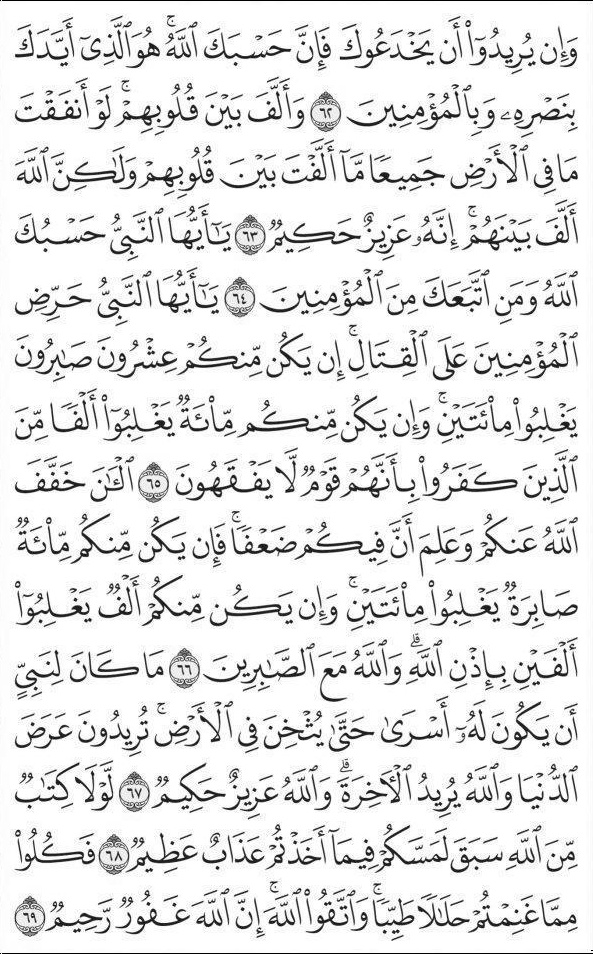 وَإِن يُرِيدُوٓا۟ أَن يَخْدَعُوكَ فَإِنَّ حَسْبَكَ ٱللَّهُ ۚ هُوَ ٱلَّذِىٓ أَيَّدَكَ
بِنَصْرِهِۦ وَبِٱلْمُؤْمِنِينَ ٦٢ وَأَلَّفَ بَيْنَ قُلُوبِهِمْ ۚ لَوْ أَنفَقْتَ
مَا فِى ٱلْأَرْضِ جَمِيعًا مَّآ أَلَّفْتَ بَيْنَ قُلُوبِهِمْ وَلَٰكِنَّ ٱللَّهَ
أَلَّفَ بَيْنَهُمْ ۚ إِنَّهُۥ عَزِيزٌ حَكِيمٌ ٦٣ يَٰٓأَيُّهَا ٱلنَّبِىُّ حَسْبُكَ
ٱللَّهُ وَمَنِ ٱتَّبَعَكَ مِنَ ٱلْمُؤْمِنِينَ ٦٤ يَٰٓأَيُّهَا ٱلنَّبِىُّ حَرِّضِ
ٱلْمُؤْمِنِينَ عَلَى ٱلْقِتَالِ ۚ إِن يَكُن مِّنكُمْ عِشْرُونَ صَٰبِرُونَ
يَغْلِبُوا۟ مِا۟ئَتَيْنِ ۚ وَإِن يَكُن مِّنكُم مِّا۟ئَةٌ يَغْلِبُوٓا۟ أَلْفًا مِّنَ
ٱلَّذِينَ كَفَرُوا۟ بِأَنَّهُمْ قَوْمٌ لَّا يَفْقَهُونَ ٦٥ ٱلْـَٰٔنَ خَفَّفَ
ٱللَّهُ عَنكُمْ وَعَلِمَ أَنَّ فِيكُمْ ضَعْفًا ۚ فَإِن يَكُن مِّنكُم مِّا۟ئَةٌ
صَابِرَةٌ يَغْلِبُوا۟ مِا۟ئَتَيْنِ ۚ وَإِن يَكُن مِّنكُمْ أَلْفٌ يَغْلِبُوٓا۟
أَلْفَيْنِ بِإِذْنِ ٱللَّهِ ۗ وَٱللَّهُ مَعَ ٱلصَّٰبِرِينَ ٦٦ مَا كَانَ لِنَبِىٍّ
أَن يَكُونَ لَهُۥٓ أَسْرَىٰ حَتَّىٰ يُثْخِنَ فِى ٱلْأَرْضِ ۚ تُرِيدُونَ عَرَضَ
ٱلدُّنْيَا وَٱللَّهُ يُرِيدُ ٱلْـَٔاخِرَةَ ۗ وَٱللَّهُ عَزِيزٌ حَكِيمٌ ٦٧ لَّوْلَا كِتَٰبٌ
مِّنَ ٱللَّهِ سَبَقَ لَمَسَّكُمْ فِيمَآ أَخَذْتُمْ عَذَابٌ عَظِيمٌ ٦٨ فَكُلُوا۟
مِمَّا غَنِمْتُمْ حَلَٰلًا طَيِّبًا ۚ وَٱتَّقُوا۟ ٱللَّهَ ۚ إِنَّ ٱللَّهَ غَفُورٌ رَّحِيمٌ ٦٩